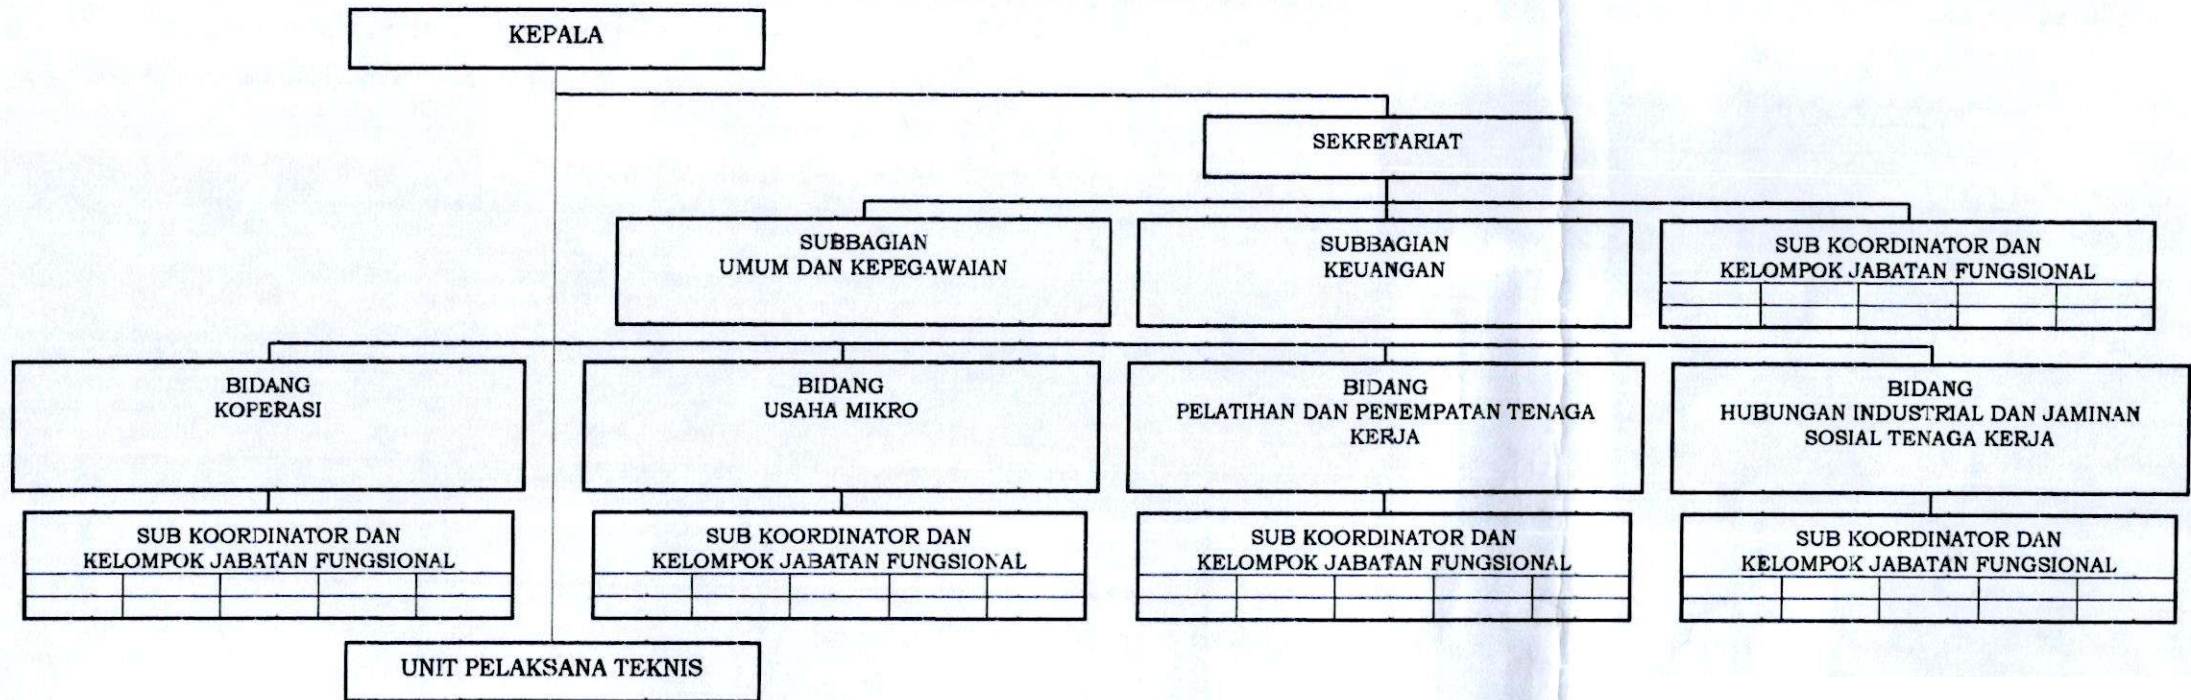 KEPALA
SEKRETARIAT
SUBBAGIAN
UMUM DAN KEPEGAWAIAN
SUBBAGIAN
KEUANGAN
SUB KOORDINATOR DAN
KELOMPOK JABATAN FUNGSIONAL
BIDANG
KOPERASI
BIDANG
USAHA MIKRO
BIDANG
PELATIHAN DAN PENEMPATAN TENAGA
KERJA
BIDANG
HUBUNGAN INDUSTRIAL DAN JAMINAN
SOSIAL TENAGA KERJA
SUB KOORDINATOR DAN
KELOMPOK JABATAN FUNGSIONAL
SUB KOORDINATOR DAN
KELOMPOK JABATAN FUNGSIONAL
SUB KOORDINATOR DAN
KELOMPOK JABATAN FUNGSIONAL
SUB KOORDINATOR DAN
KELOMPOK JABATAN FUNGSIONAL
UNIT PELAKSANA TEKNIS